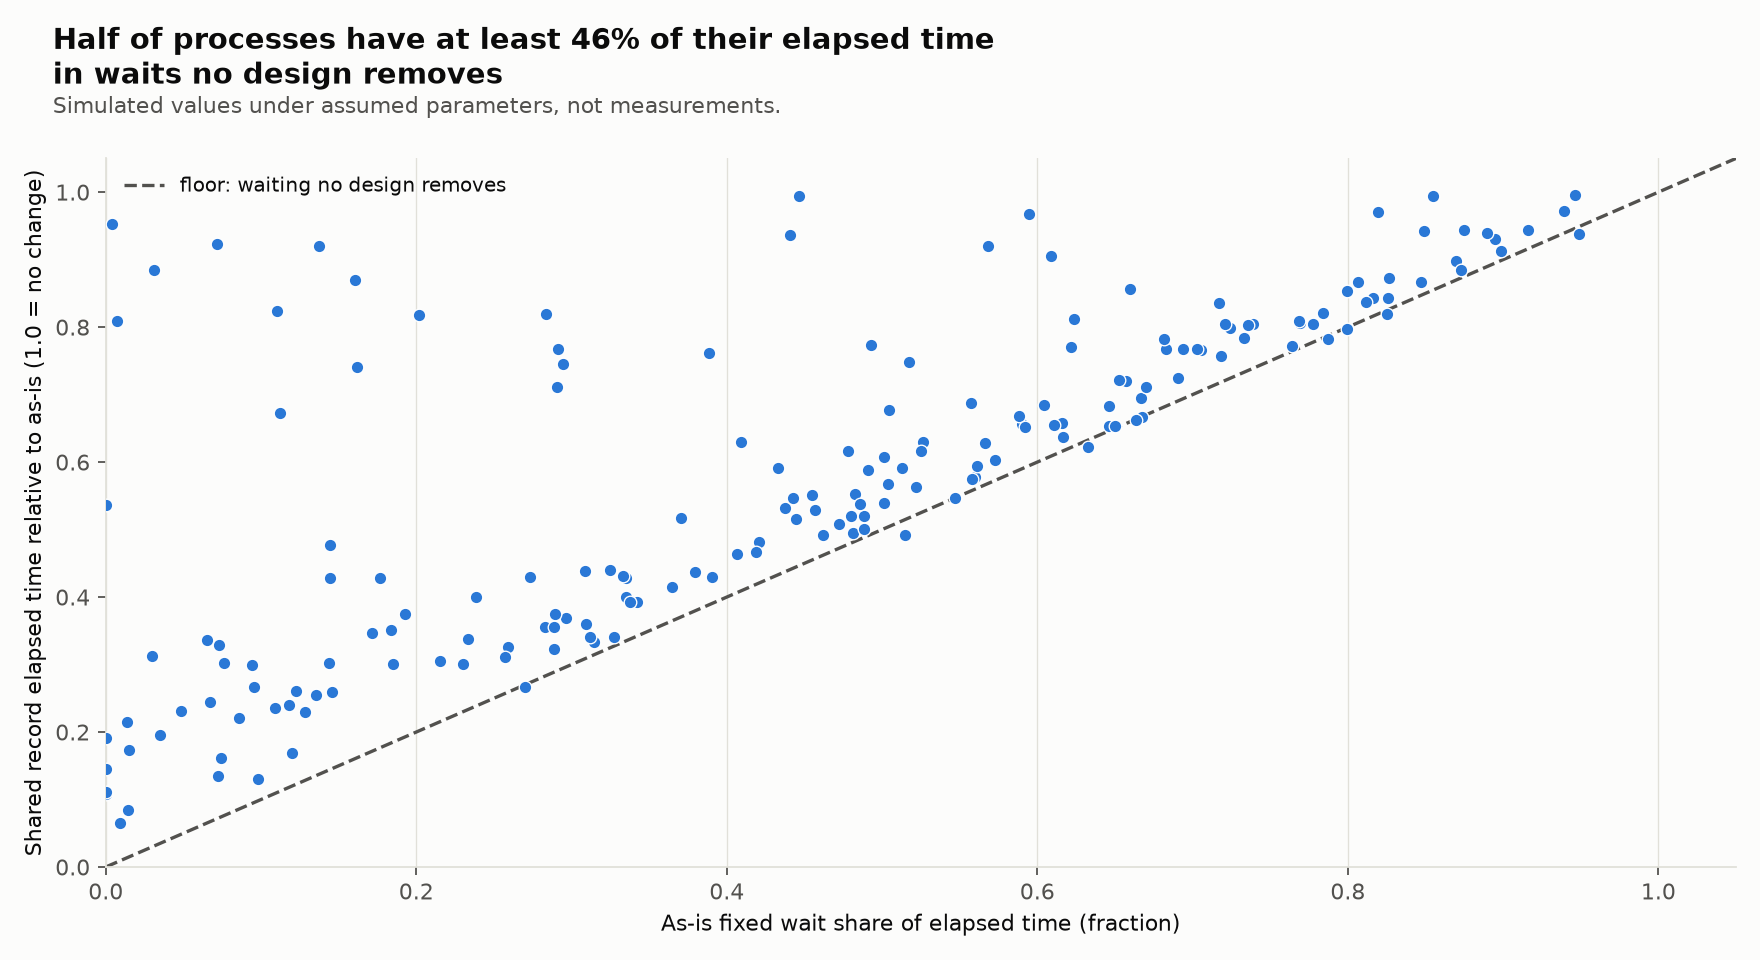 Half of processes have at least 46% of their elapsed time
in waits no design removes
Simulated values under assumed parameters, not measurements.
floor: waiting no design removes
Shared record elapsed time relative to as-is (1.0 = no change)
1.0
0.8
0.6
0.4
0.2
0.0
0.0 0.2 0.4 0.6 0.8 1.0
As-is fixed wait share of elapsed time (fraction)